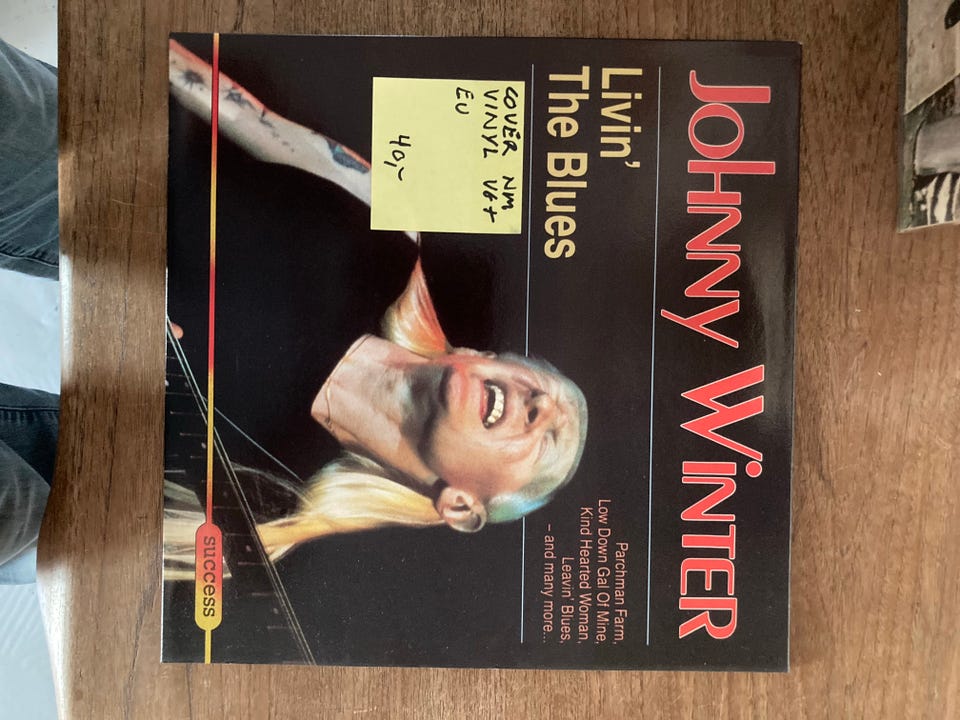 JOHNNY WINTER
Livin'
The Blues
COVER NM
VINYL VG+
EU
40,-
Parchman Farm,
Low Down Gal Of Mine,
Kind Hearted Woman,
Leavin' Blues,
– and many more...
success